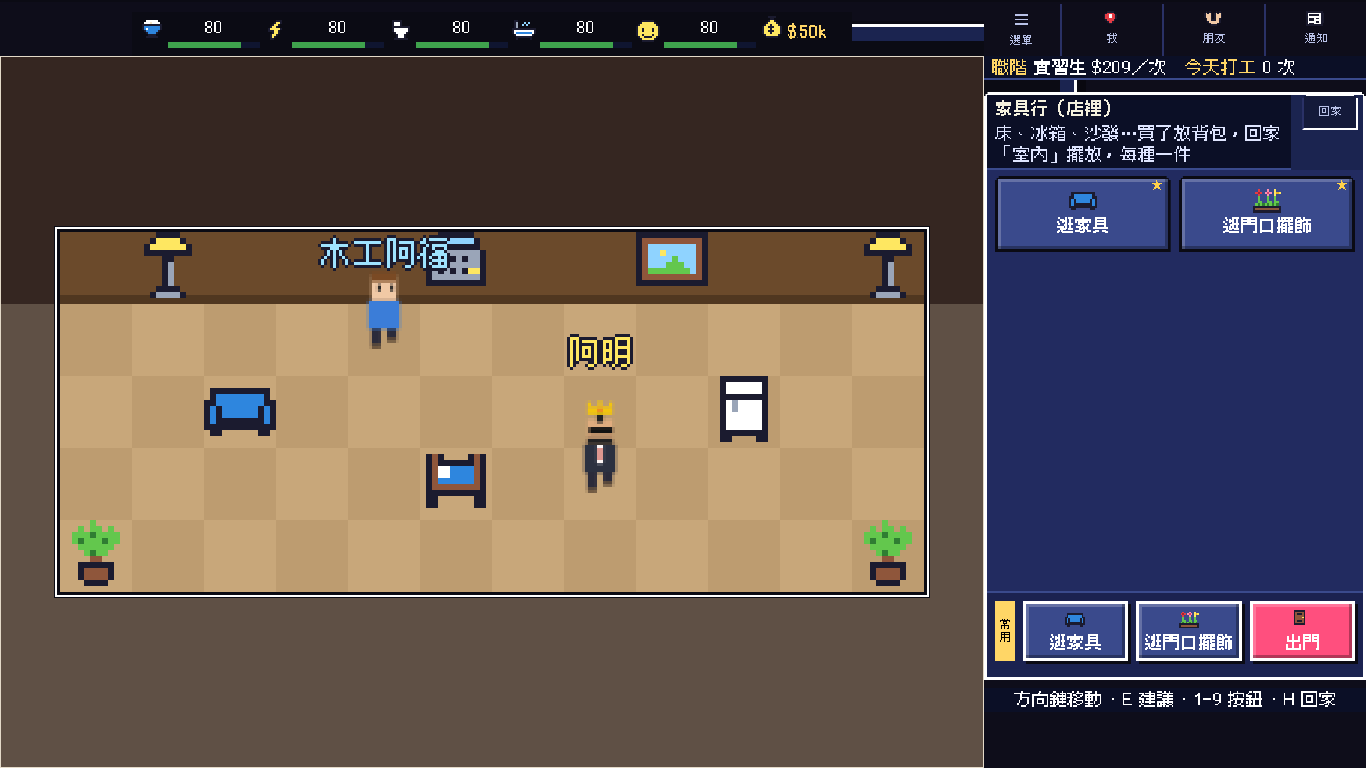 80 80 80 80 80 $50k
選單 我 朋友 通知
職階 實習生 $209/次 今天打工 0 次
家具行（店裡）
回家
床、冰箱、沙發…買了放背包，回家
「室內」擺放，每種一件
逛家具 逛門口擺飾
木工阿福
阿明
常用
逛家具 逛門口擺飾 出門
方向鍵移動 · E 建議 · 1-9 按鈕 · H 回家